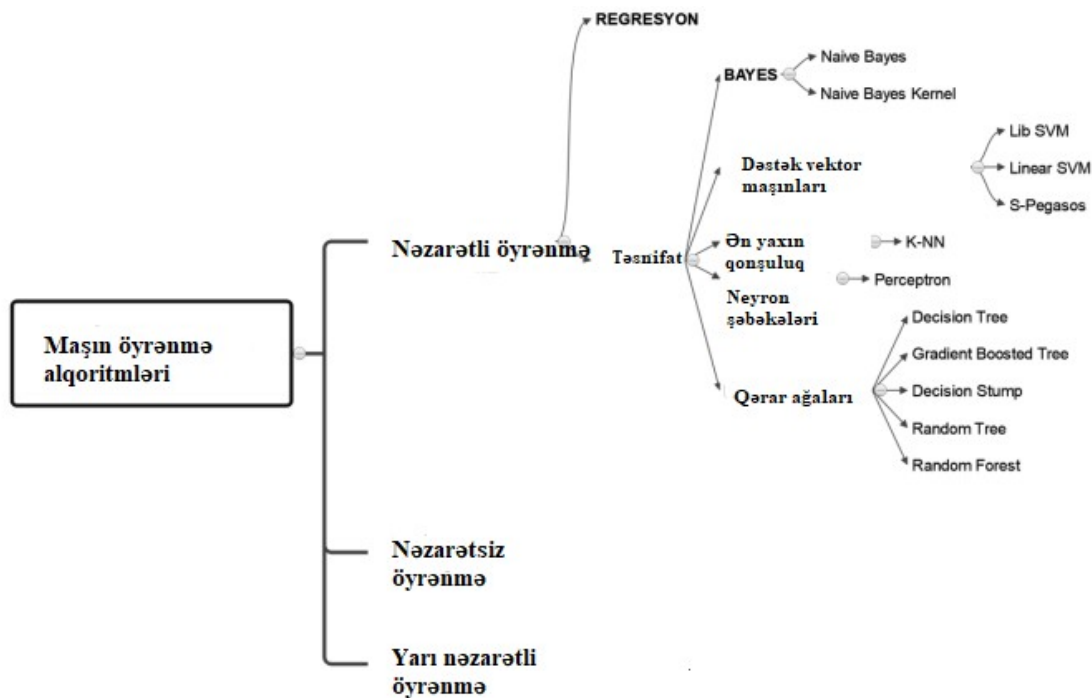 REGRESYON
BAYES
Naive Bayes
Naive Bayes Kernel
Dəstək vektor
maşınları
Lib SVM
Linear SVM
S-Pegasos
Nəzarətli öyrənmə
Təsnifat
Ən yaxın
qonşuluq
K-NN
Neyron
şəbəkələri
Perceptron
Maşın öyrənmə
alqoritmləri
Qərar ağaları
Decision Tree
Gradient Boosted Tree
Decision Stump
Random Tree
Random Forest
Nəzarətsiz
öyrənmə
Yarı nəzarətli
öyrənmə